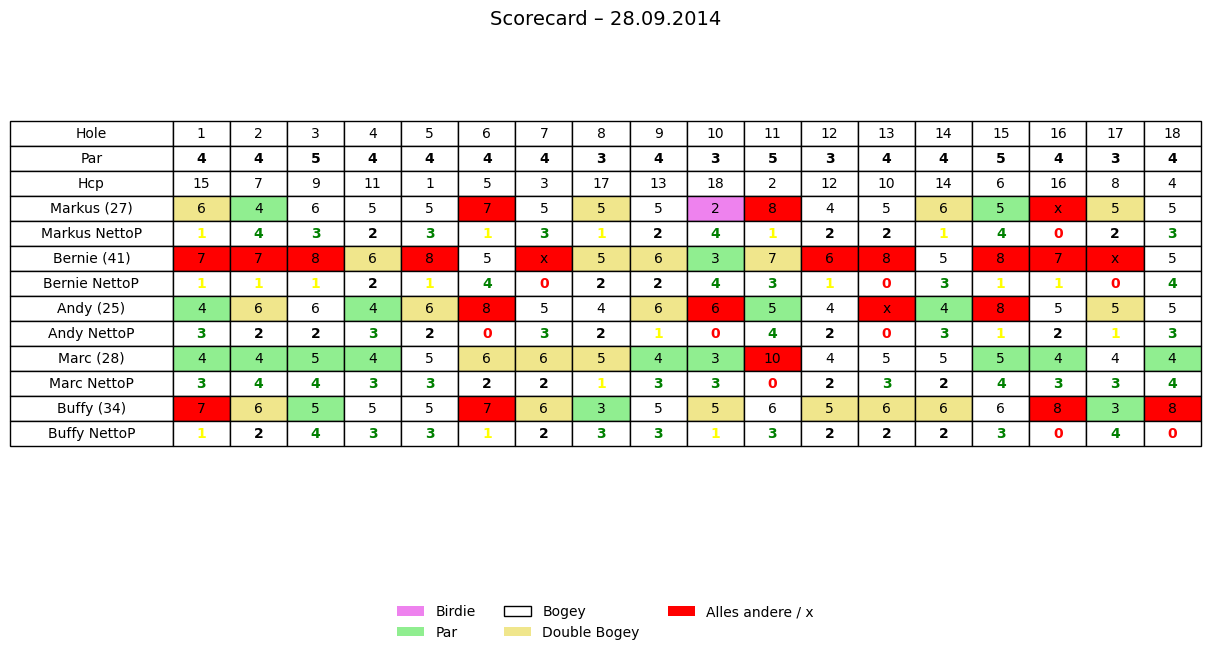 Scorecard – 28.09.2014
Hole 1 2 3 4 5 6 7 8 9 10 11 12 13 14 15 16 17 18
Par 4 4 5 4 4 4 4 3 4 3 5 3 4 4 5 4 3 4
Hcp 15 7 9 11 1 5 3 17 13 18 2 12 10 14 6 16 8 4
Markus (27) 6 4 6 5 5 7 5 5 5 2 8 4 5 6 5 x 5 5
Markus NettoP 1 4 3 2 3 1 3 1 2 4 1 2 2 1 4 0 2 3
Bernie (41) 7 7 8 6 8 5 x 5 6 3 7 6 8 5 8 7 x 5
Bernie NettoP 1 1 1 2 1 4 0 2 2 4 3 1 0 3 1 1 0 4
Andy (25) 4 6 6 4 6 8 5 4 6 6 5 4 x 4 8 5 5 5
Andy NettoP 3 2 2 3 2 0 3 2 1 0 4 2 0 3 1 2 1 3
Marc (28) 4 4 5 4 5 6 6 5 4 3 10 4 5 5 5 4 4 4
Marc NettoP 3 4 4 3 3 2 2 1 3 3 0 2 3 2 4 3 3 4
Buffy (34) 7 6 5 5 5 7 6 3 5 5 6 5 6 6 6 8 3 8
Buffy NettoP 1 2 4 3 3 1 2 3 3 1 3 2 2 2 3 0 4 0
Birdie Bogey Alles andere / x
Par Double Bogey